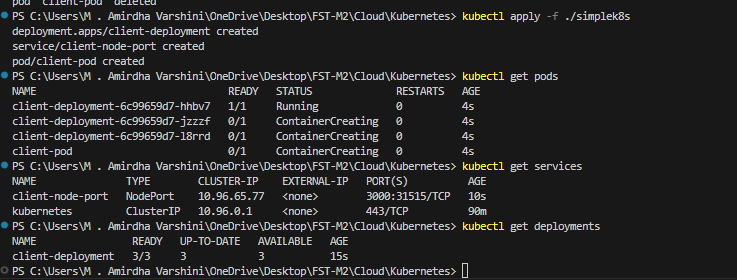 pod "client-pod" deleted
PS C:\Users\M . Amirdha Varshini\OneDrive\Desktop\FST-M2\Cloud\Kubernetes> kubectl apply -f ./simplek8s
deployment.apps/client-deployment created
service/client-node-port created
pod/client-pod created
PS C:\Users\M . Amirdha Varshini\OneDrive\Desktop\FST-M2\Cloud\Kubernetes> kubectl get pods
NAME READY STATUS RESTARTS AGE
client-deployment-6c99659d7-hhbv7 1/1 Running 0 4s
client-deployment-6c99659d7-jzzzf 0/1 ContainerCreating 0 4s
client-deployment-6c99659d7-l8rrd 0/1 ContainerCreating 0 4s
client-pod 0/1 ContainerCreating 0 4s
PS C:\Users\M . Amirdha Varshini\OneDrive\Desktop\FST-M2\Cloud\Kubernetes> kubectl get services
NAME TYPE CLUSTER-IP EXTERNAL-IP PORT(S) AGE
client-node-port NodePort 10.96.65.77 <none> 3000:31515/TCP 10s
kubernetes ClusterIP 10.96.0.1 <none> 443/TCP 90m
PS C:\Users\M . Amirdha Varshini\OneDrive\Desktop\FST-M2\Cloud\Kubernetes> kubectl get deployments
NAME READY UP-TO-DATE AVAILABLE AGE
client-deployment 3/3 3 3 15s
PS C:\Users\M . Amirdha Varshini\OneDrive\Desktop\FST-M2\Cloud\Kubernetes>